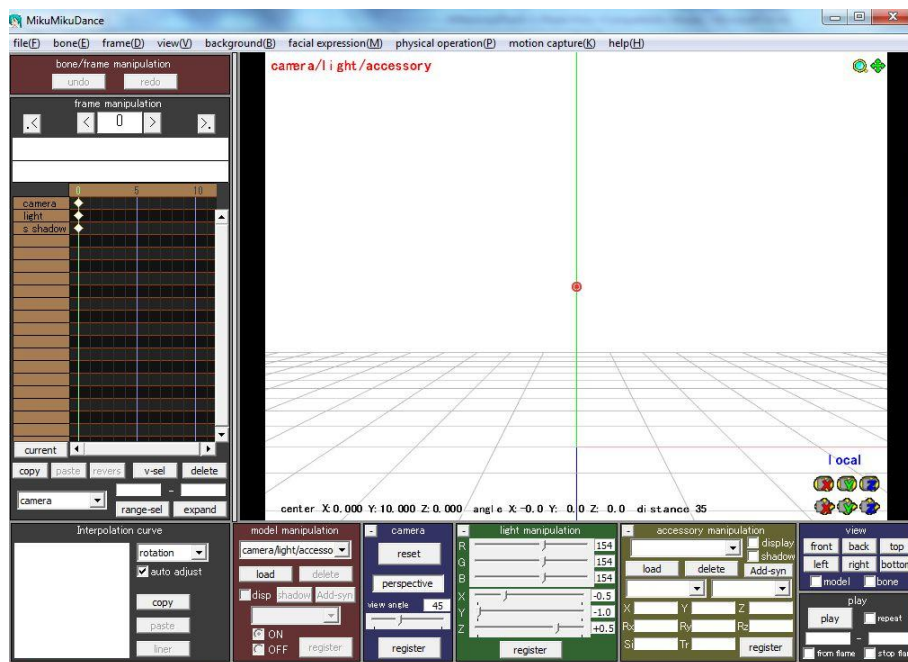 MikuMikuDance
file(F) bone(E) frame(D) view(V) background(B) facial expression(M) physical operation(P) motion capture(K) help(H)
bone/frame manipulation
undo redo
frame manipulation
.< < 0 > >.
0 5 10
camera
light
s shadow
current
copy paste revers v-sel delete
camera -
range-sel expand
camera/light/accessory
local
X Y Z
X Y Z
center X:0.000 Y:10.000 Z:0.000 angle X:-0.0 Y: 0.0 Z: 0.0 distance 35
Interpolation curve
rotation
auto adjust
copy
paste
liner
model manipulation
camera/light/accesso
load delete
disp shadow Add-syn
ON
OFF register
- camera
reset
perspective
view angle 45
register
- light manipulation
R 154
G 154
B 154
X -0.5
Y -1.0
Z +0.5
register
- accessory manipulation
display
shadow
load delete Add-syn
X Y Z
Rx Ry Rz
Si Tr register
view
front back top
left right bottom
model bone
play
play repeat
-
from flame stop flar